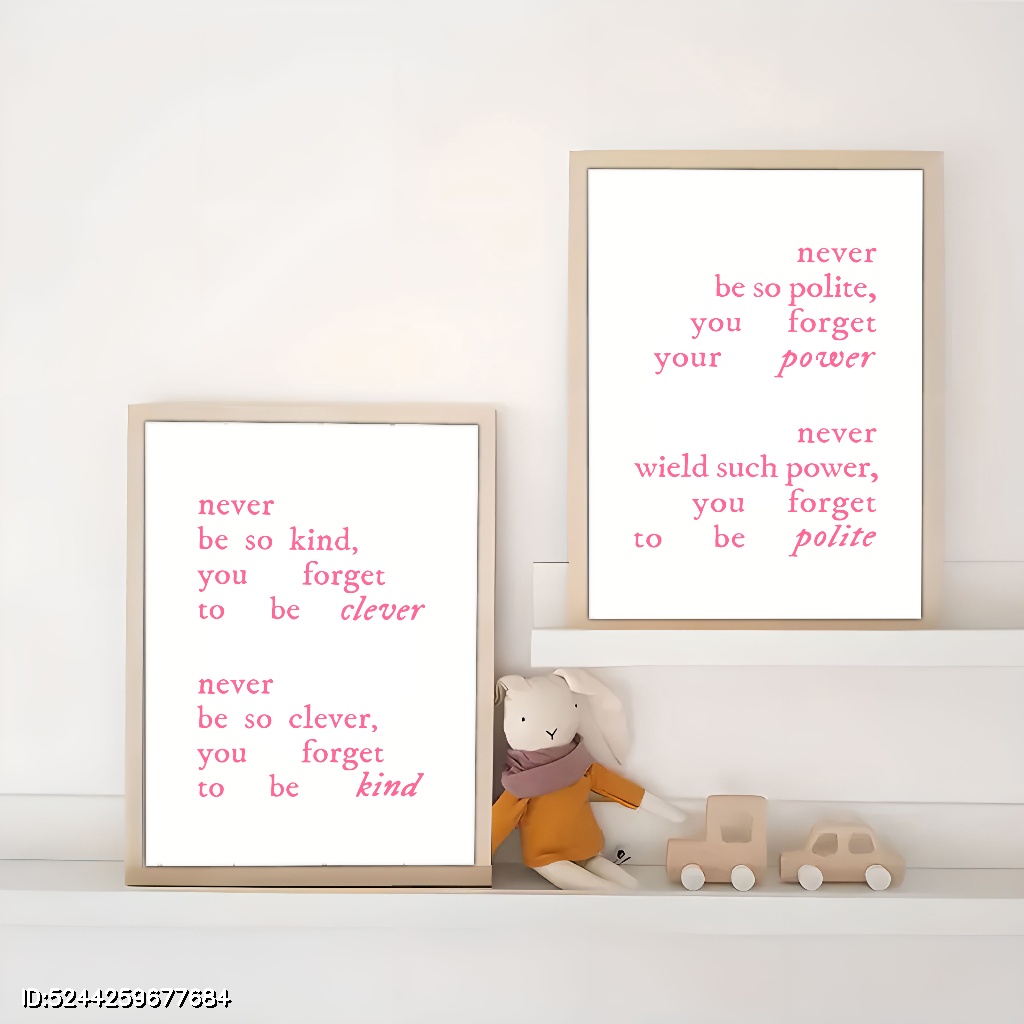 never
be so kind,
you forget
to be clever
never
be so clever,
you forget
to be kind
never
be so polite,
you forget
your power
never
wield such power,
you forget
to be polite
ID:5244259677684